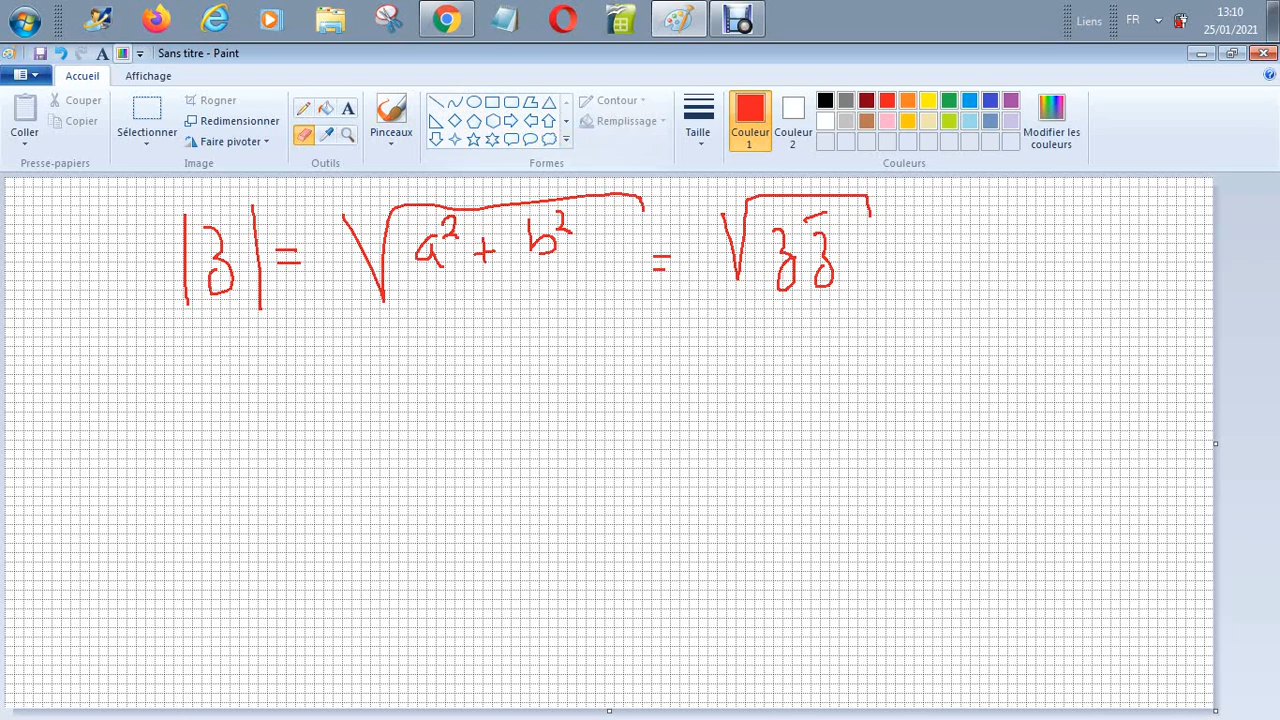 13:10
Liens FR
25/01/2021
Sans titre - Paint
Accueil Affichage
Couper Rogner Contour
Copier Redimensionner Remplissage
Coller Sélectionner Faire pivoter Pinceaux Taille Couleur 1 Couleur 2 Modifier les couleurs
Presse-papiers Image Outils Formes Couleurs
|z| = √(a² + b²) = √(z z̄)